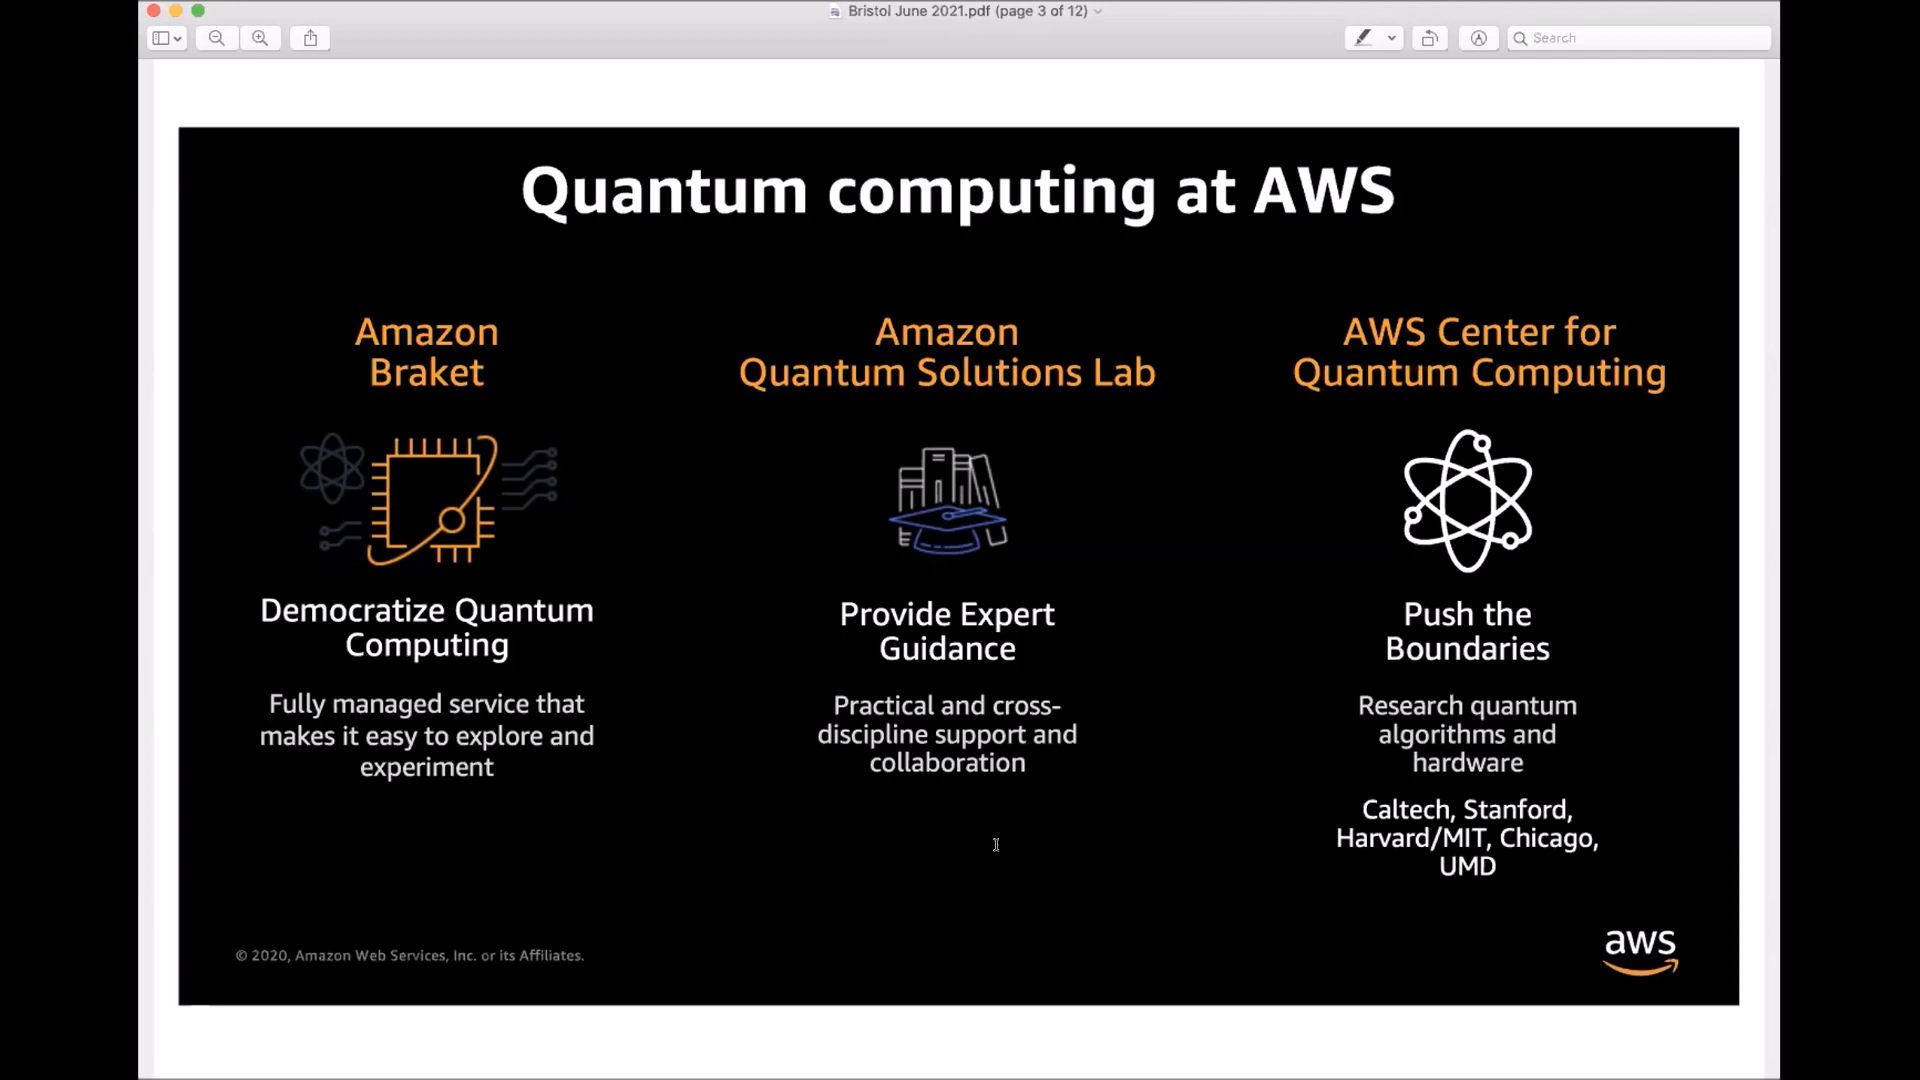 Bristol June 2021.pdf (page 3 of 12)
Search
Quantum computing at AWS
Amazon
Braket
Democratize Quantum
Computing
Fully managed service that
makes it easy to explore and
experiment
Amazon
Quantum Solutions Lab
Provide Expert
Guidance
Practical and cross-
discipline support and
collaboration
AWS Center for
Quantum Computing
Push the
Boundaries
Research quantum
algorithms and
hardware
Caltech, Stanford,
Harvard/MIT, Chicago,
UMD
© 2020, Amazon Web Services, Inc. or its Affiliates.
aws